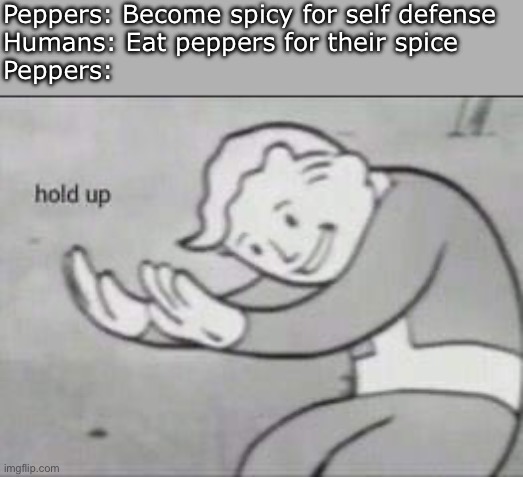 Peppers: Become spicy for self defense
Humans: Eat peppers for their spice
Peppers:
hold up
imgflip.com